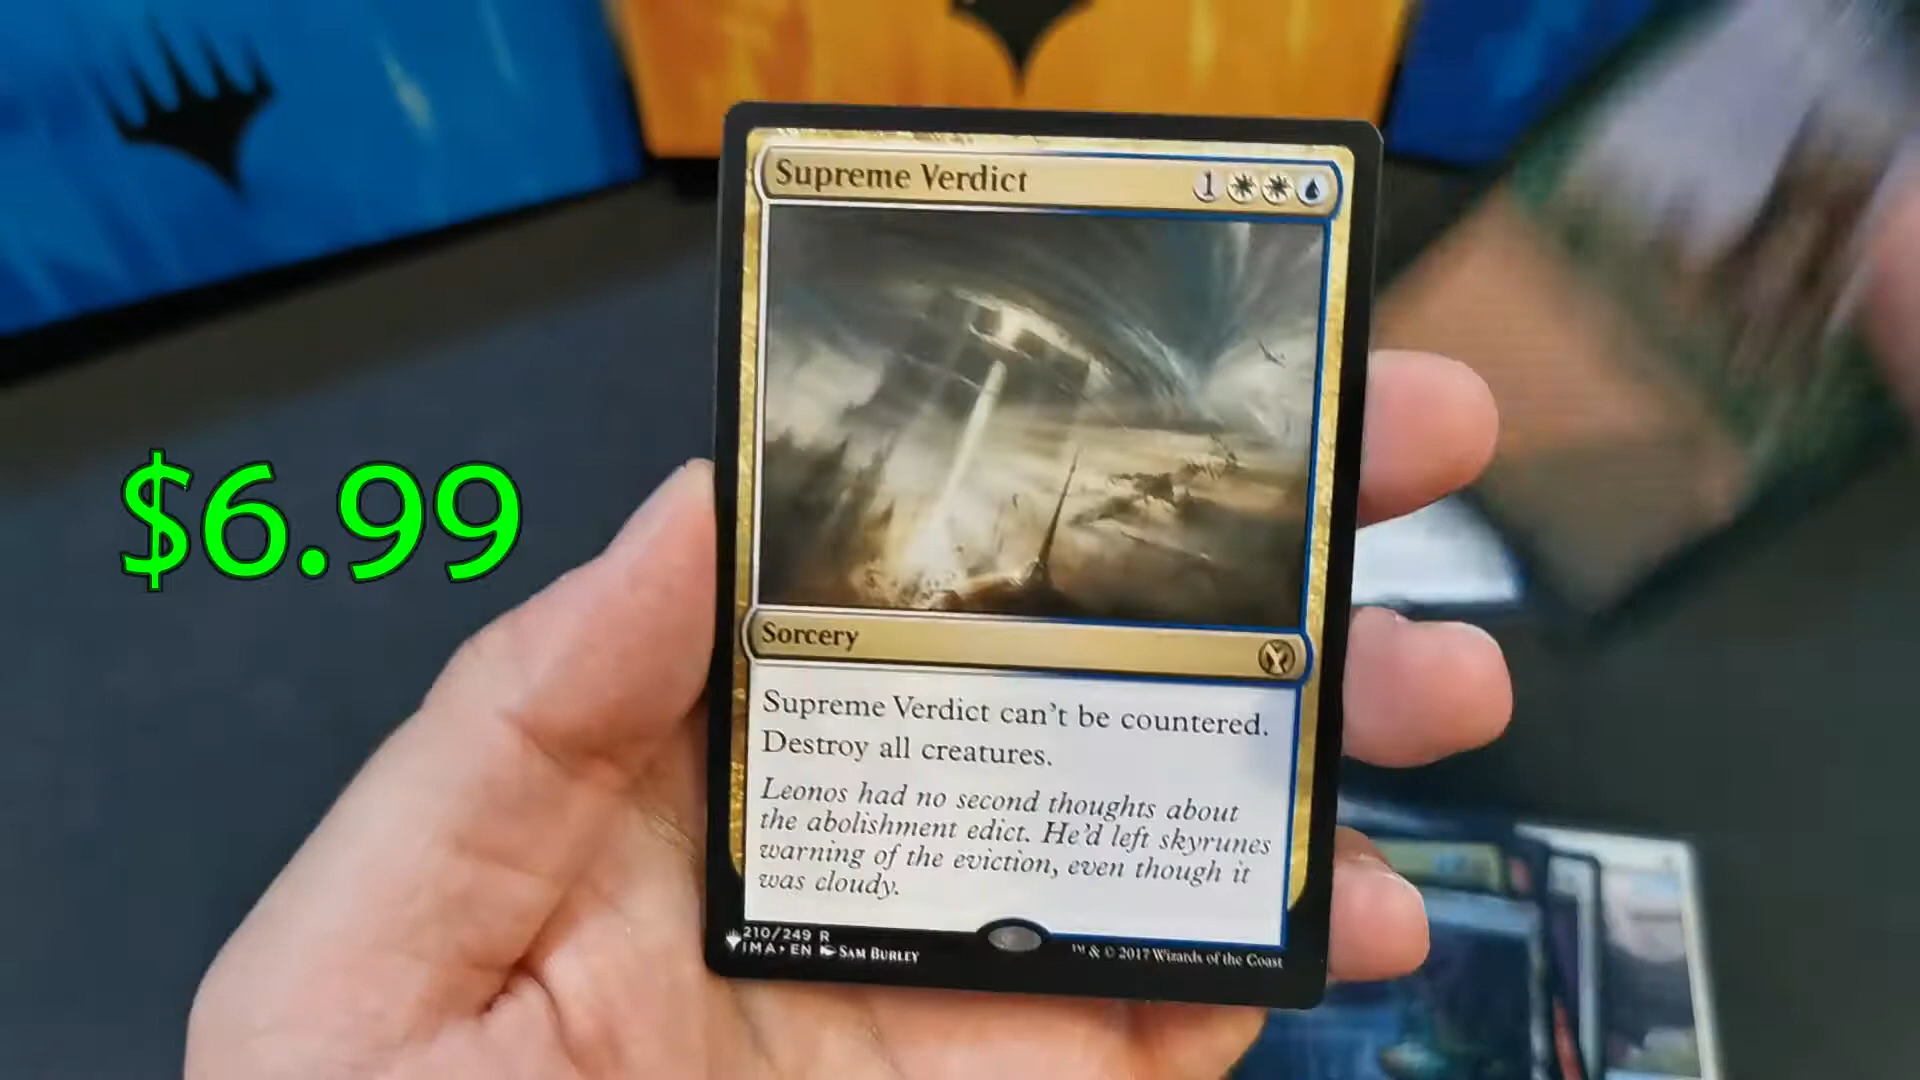 Supreme Verdict 1
$6.99
Sorcery
Supreme Verdict can't be countered.
Destroy all creatures.
Leonos had no second thoughts about
the abolishment edict. He'd left skyrunes
warning of the eviction, even though it
was cloudy.
210/249 R
IMA • EN SAM BURLEY
™ & © 2017 Wizards of the Coast